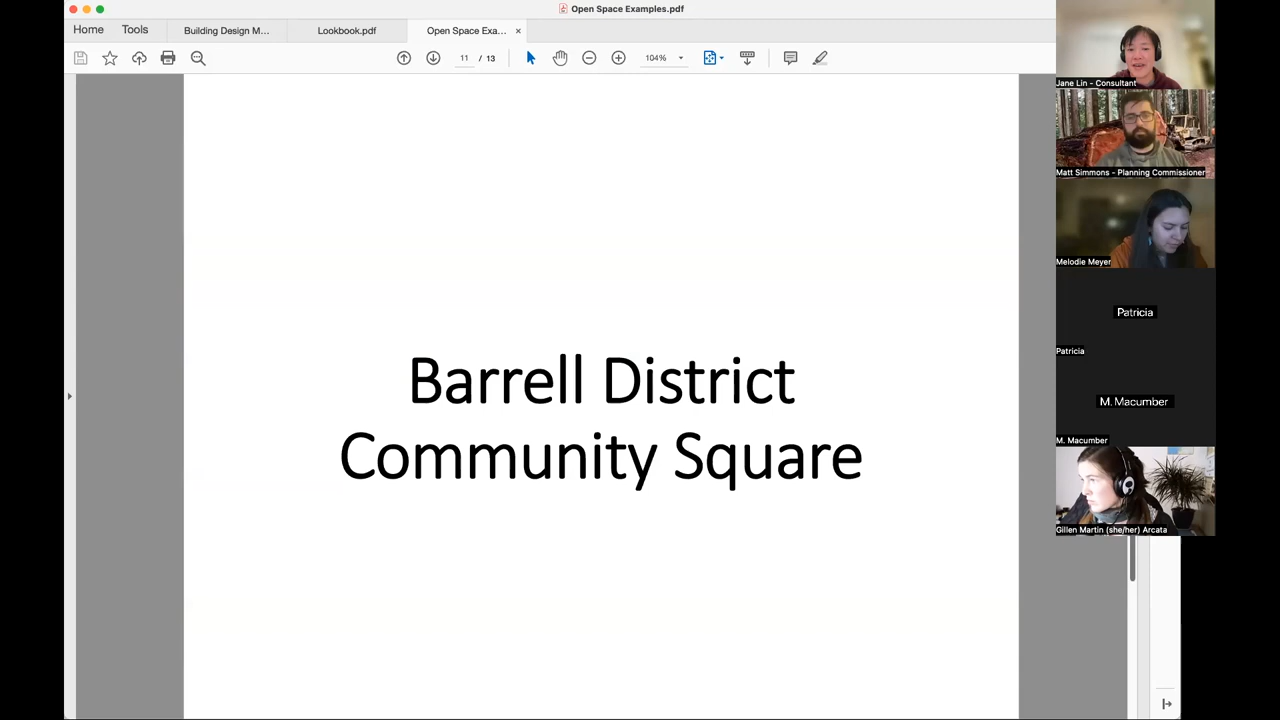 Open Space Examples.pdf
Home
Tools
Building Design M...
Lookbook.pdf
Open Space Exa...
11 / 13
104%
Barrell District
Community Square
Jane Lin - Consultant
Matt Simmons - Planning Commissioner
Melodie Meyer
Patricia
Patricia
M. Macumber
M. Macumber
Gillen Martin (she/her) Arcata